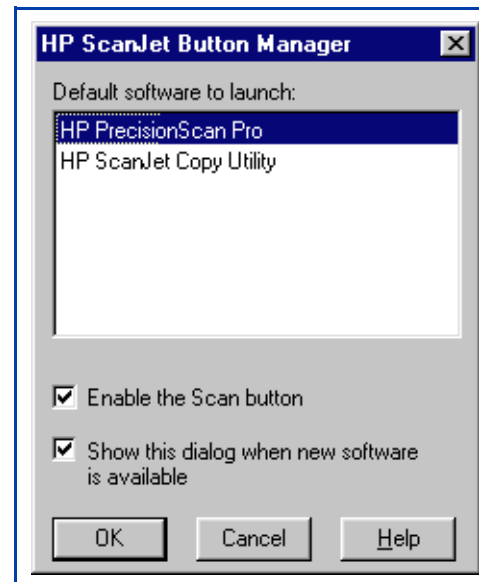 HP ScanJet Button Manager
Default software to launch:
HP PrecisionScan Pro
HP ScanJet Copy Utility
Enable the Scan button
Show this dialog when new software
is available
OK Cancel Help